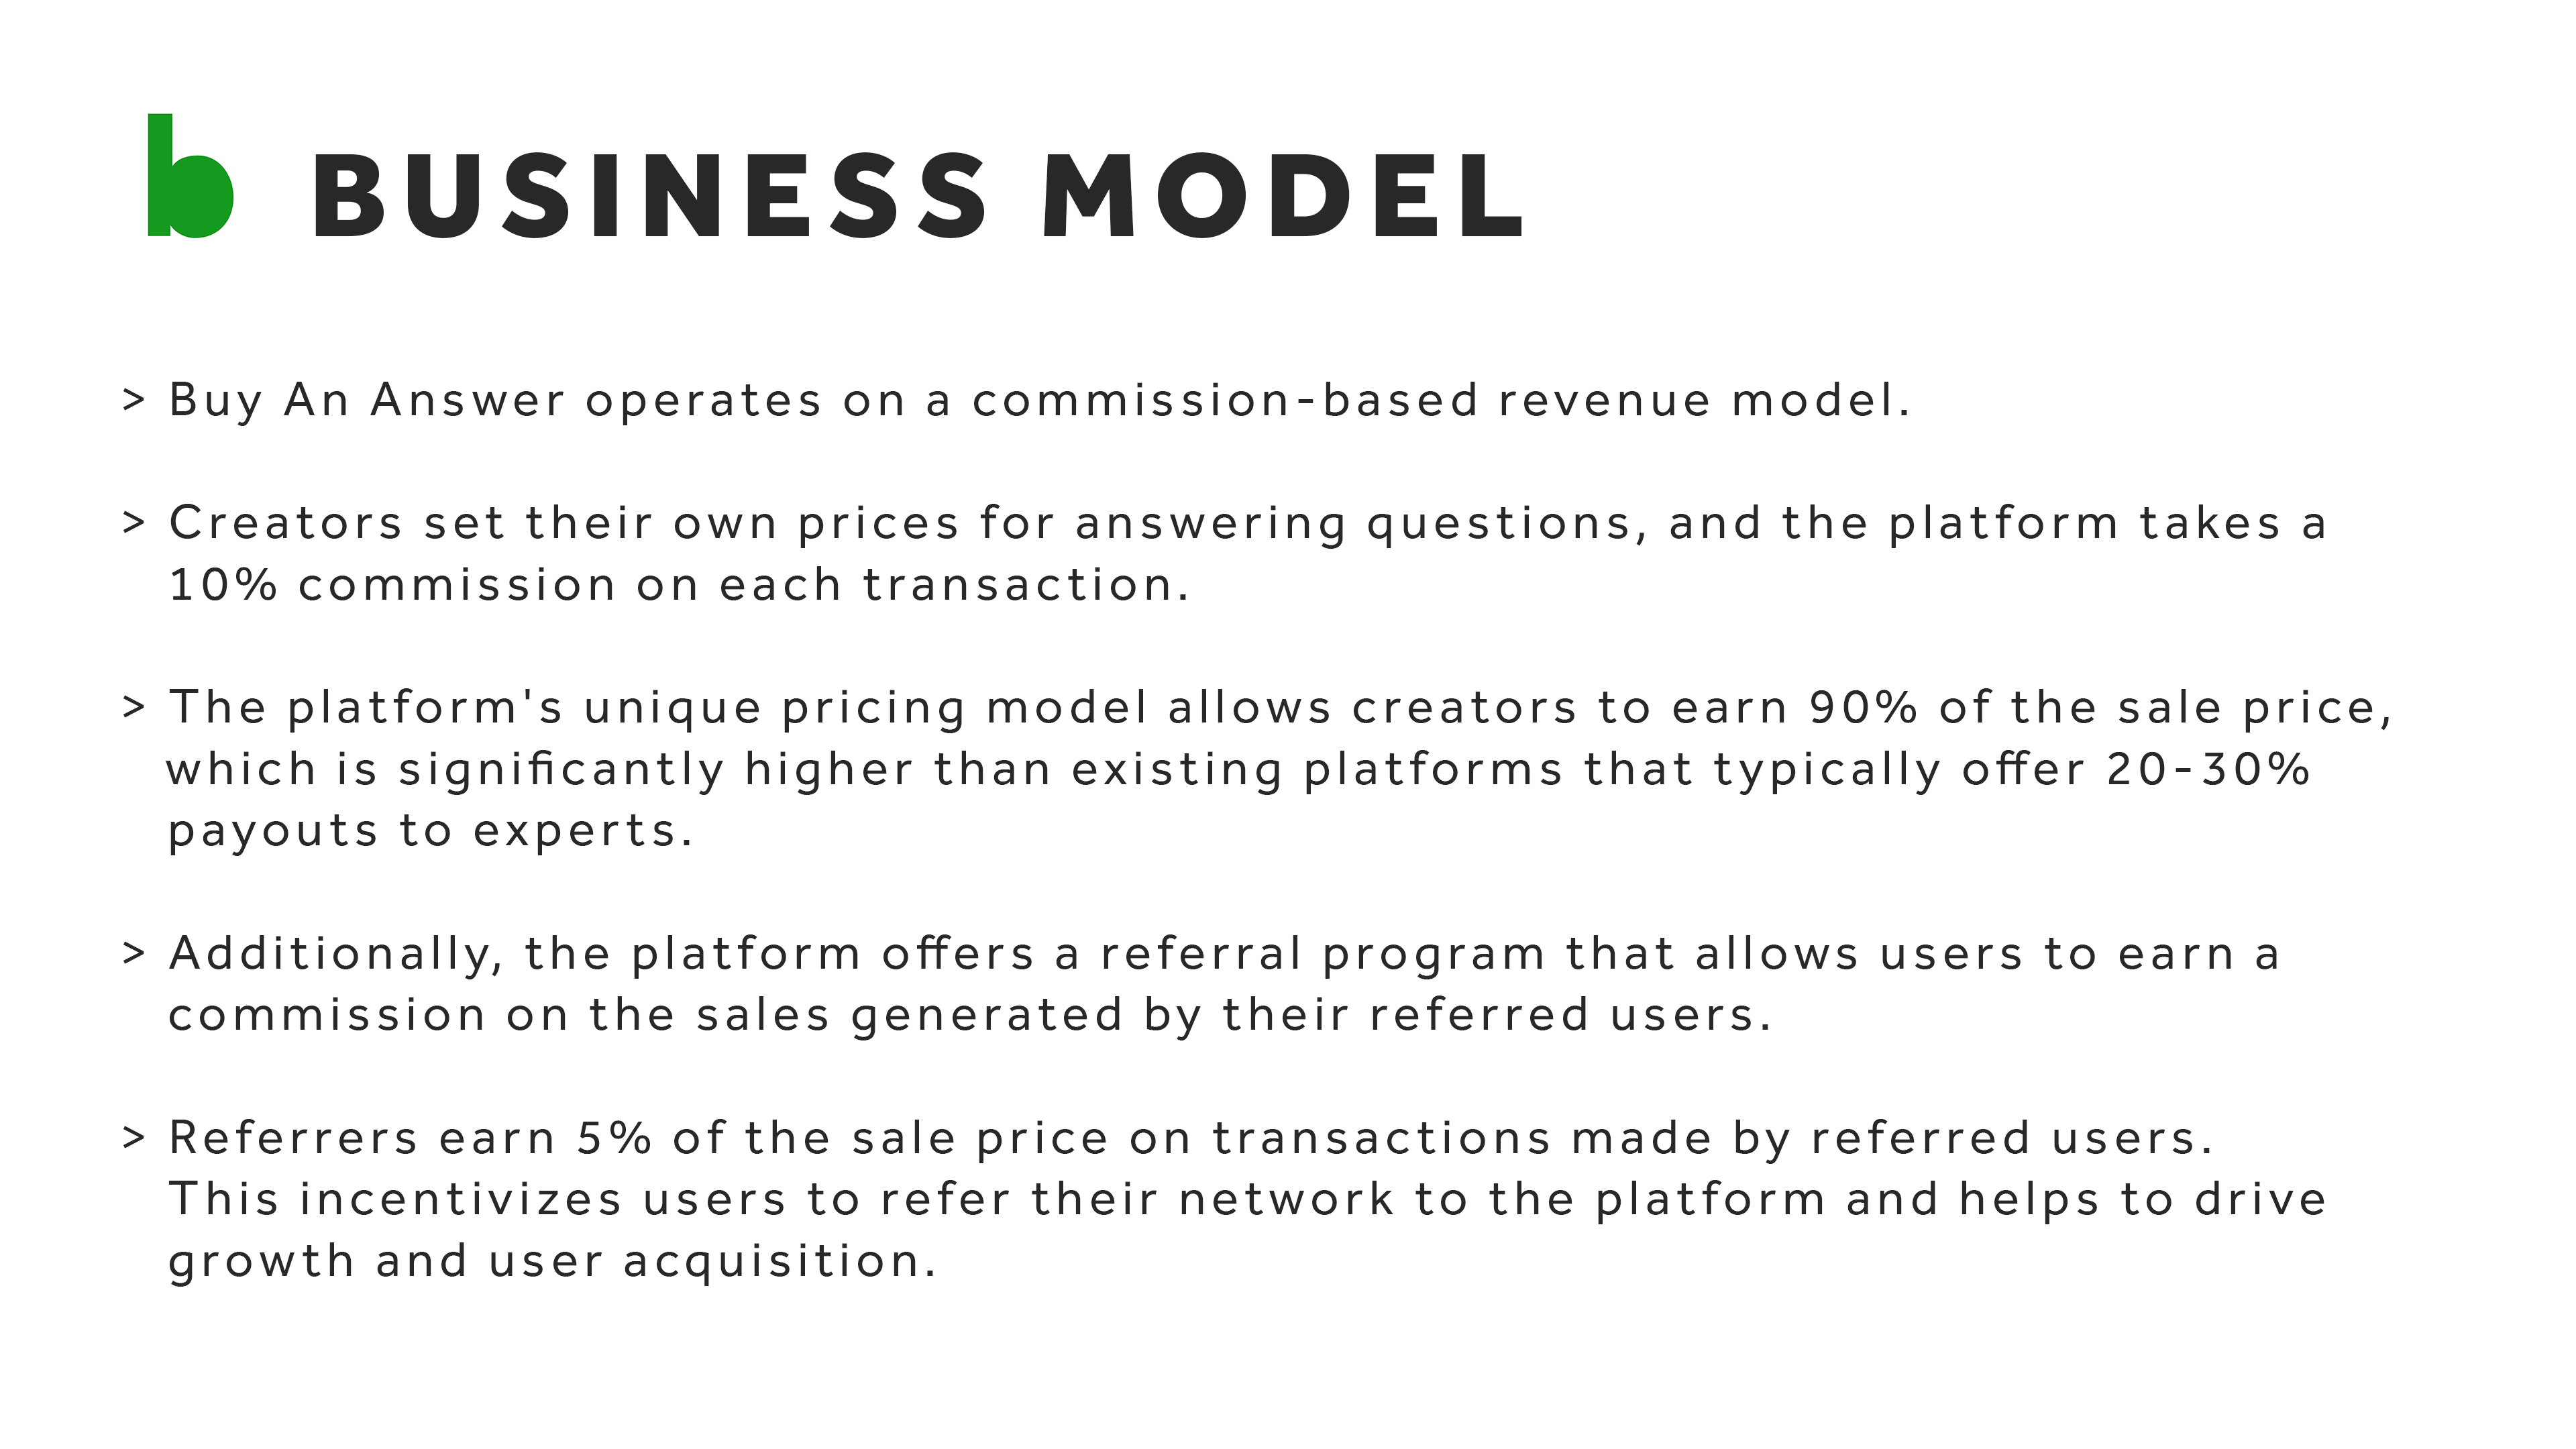 b BUSINESS MODEL
> Buy An Answer operates on a commission-based revenue model.
> Creators set their own prices for answering questions, and the platform takes a
10% commission on each transaction.
> The platform's unique pricing model allows creators to earn 90% of the sale price,
which is significantly higher than existing platforms that typically offer 20-30%
payouts to experts.
> Additionally, the platform offers a referral program that allows users to earn a
commission on the sales generated by their referred users.
> Referrers earn 5% of the sale price on transactions made by referred users.
This incentivizes users to refer their network to the platform and helps to drive
growth and user acquisition.